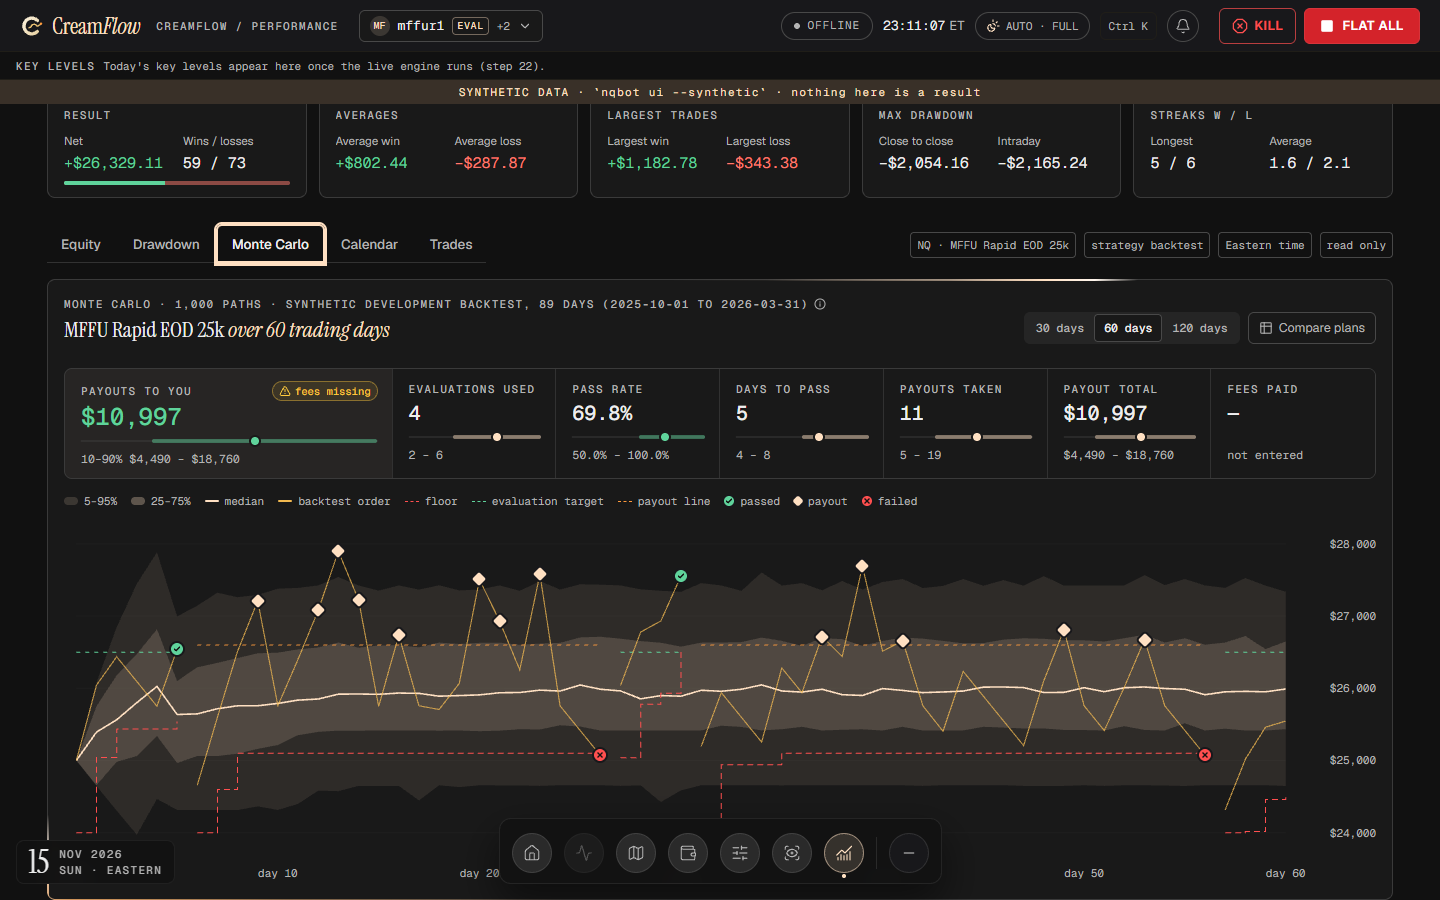 CreamFlow CREAMFLOW / PERFORMANCE MF mffur1 EVAL +2 OFFLINE 23:11:07 ET AUTO · FULL Ctrl K KILL FLAT ALL
KEY LEVELS Today's key levels appear here once the live engine runs (step 22).
SYNTHETIC DATA · `nqbot ui --synthetic` · nothing here is a result
RESULT AVERAGES LARGEST TRADES MAX DRAWDOWN STREAKS W / L
Net Wins / losses Average win Average loss Largest win Largest loss Close to close Intraday Longest Average
+$26,329.11 59 / 73 +$802.44 −$287.87 +$1,182.78 −$343.38 −$2,054.16 −$2,165.24 5 / 6 1.6 / 2.1
Equity Drawdown Monte Carlo Calendar Trades NQ · MFFU Rapid EOD 25k strategy backtest Eastern time read only
MONTE CARLO · 1,000 PATHS · SYNTHETIC DEVELOPMENT BACKTEST, 89 DAYS (2025-10-01 TO 2026-03-31)
MFFU Rapid EOD 25k over 60 trading days 30 days 60 days 120 days Compare plans
PAYOUTS TO YOU fees missing EVALUATIONS USED PASS RATE DAYS TO PASS PAYOUTS TAKEN PAYOUT TOTAL FEES PAID
$10,997 4 69.8% 5 11 $10,997 —
10-90% $4,490 – $18,760 2 – 6 50.0% – 100.0% 4 – 8 5 – 19 $4,490 – $18,760 not entered
5-95% 25-75% median backtest order floor evaluation target payout line passed payout failed
$28,000
$27,000
$26,000
$25,000
$24,000
15 NOV 2026
SUN · EASTERN
day 10 day 20 day 50 day 60